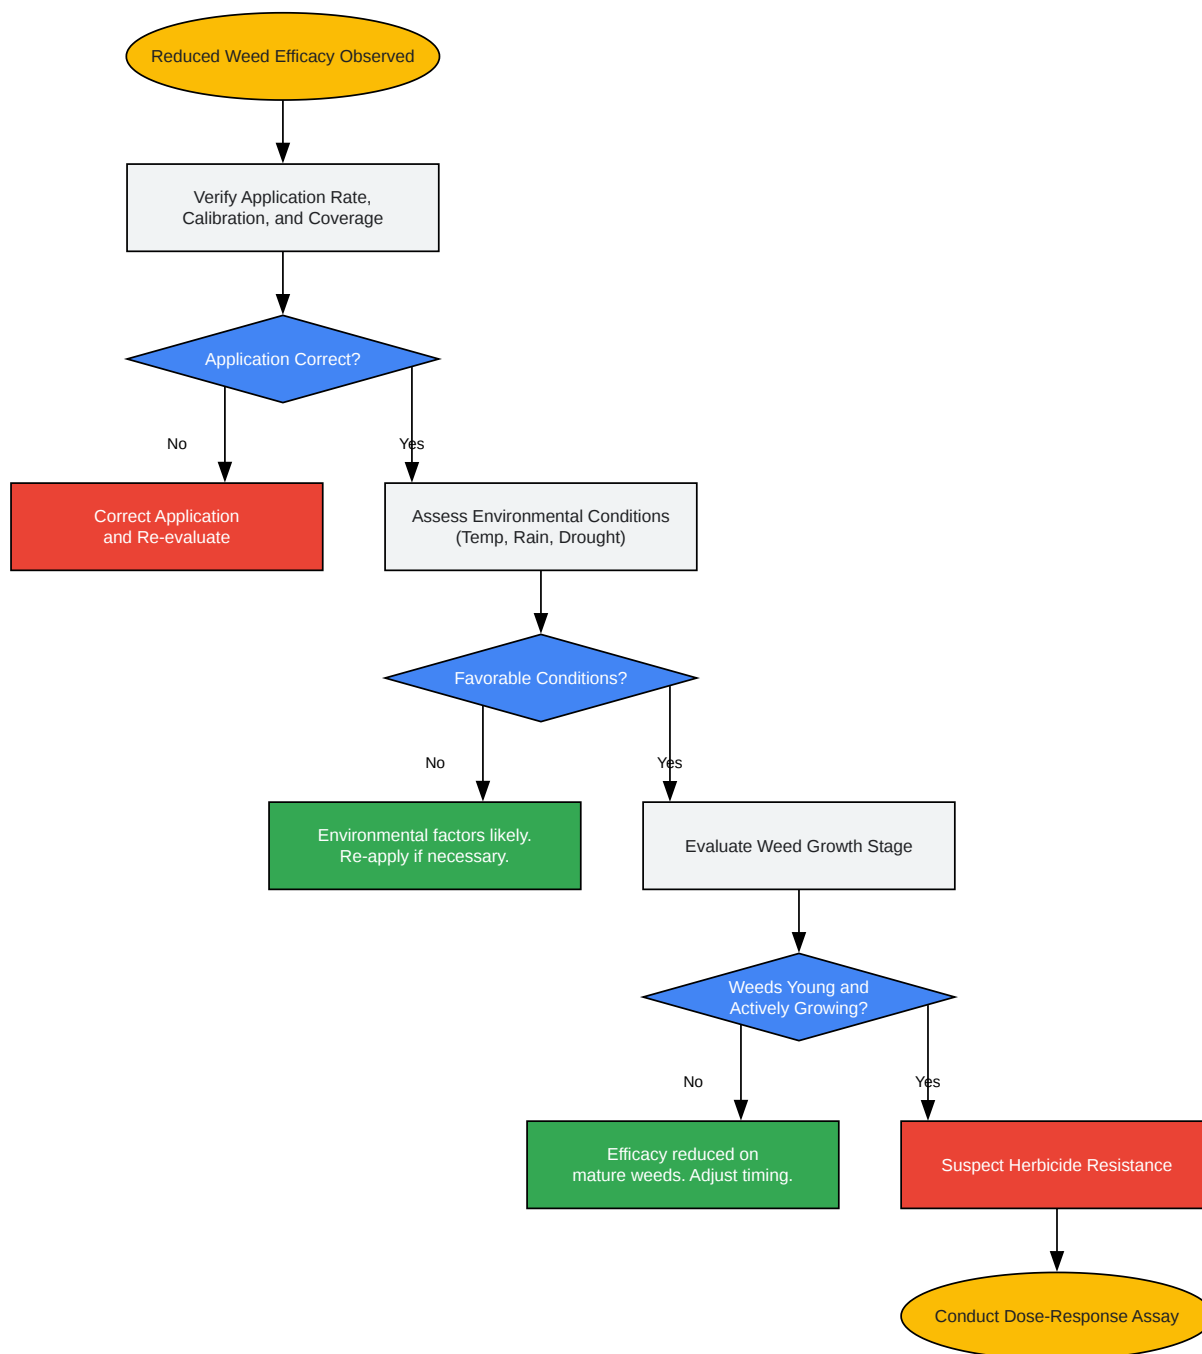 Reduced Weed Efficacy Observed
Verify Application Rate,
Calibration, and Coverage
Application Correct?
No
Yes
Correct Application
and Re-evaluate
Assess Environmental Conditions
(Temp, Rain, Drought)
Favorable Conditions?
No
Yes
Environmental factors likely.
Re-apply if necessary.
Evaluate Weed Growth Stage
Weeds Young and
Actively Growing?
No
Yes
Efficacy reduced on
mature weeds. Adjust timing.
Suspect Herbicide Resistance
Conduct Dose-Response Assay